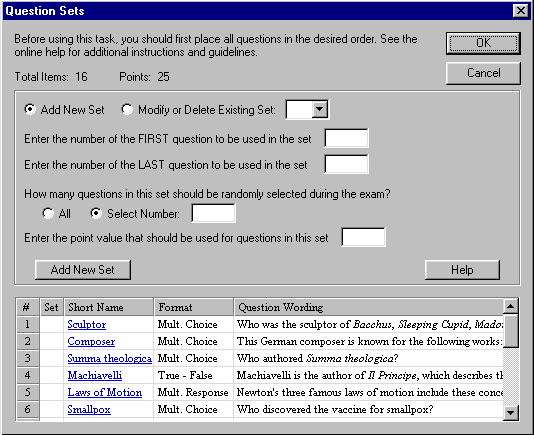 Question Sets
Before using this task, you should first place all questions in the desired order. See the
online help for additional instructions and guidelines.
OK
Cancel
Total Items: 16 Points: 25
Add New Set Modify or Delete Existing Set:
Enter the number of the FIRST question to be used in the set
Enter the number of the LAST question to be used in the set
How many questions in this set should be randomly selected during the exam?
All Select Number:
Enter the point value that should be used for questions in this set
Add New Set Help
# Set Short Name Format Question Wording
1 Sculptor Mult. Choice Who was the sculptor of Bacchus, Sleeping Cupid, Mado
2 Composer Mult. Choice This German composer is known for the following works:
3 Summa theologica Mult. Choice Who authored Summa theologica?
4 Machiavelli True - False Machiavelli is the author of Il Principe, which describes th
5 Laws of Motion Mult. Response Newton's three famous laws of motion include these conce
6 Smallpox Mult. Choice Who discovered the vaccine for smallpox?